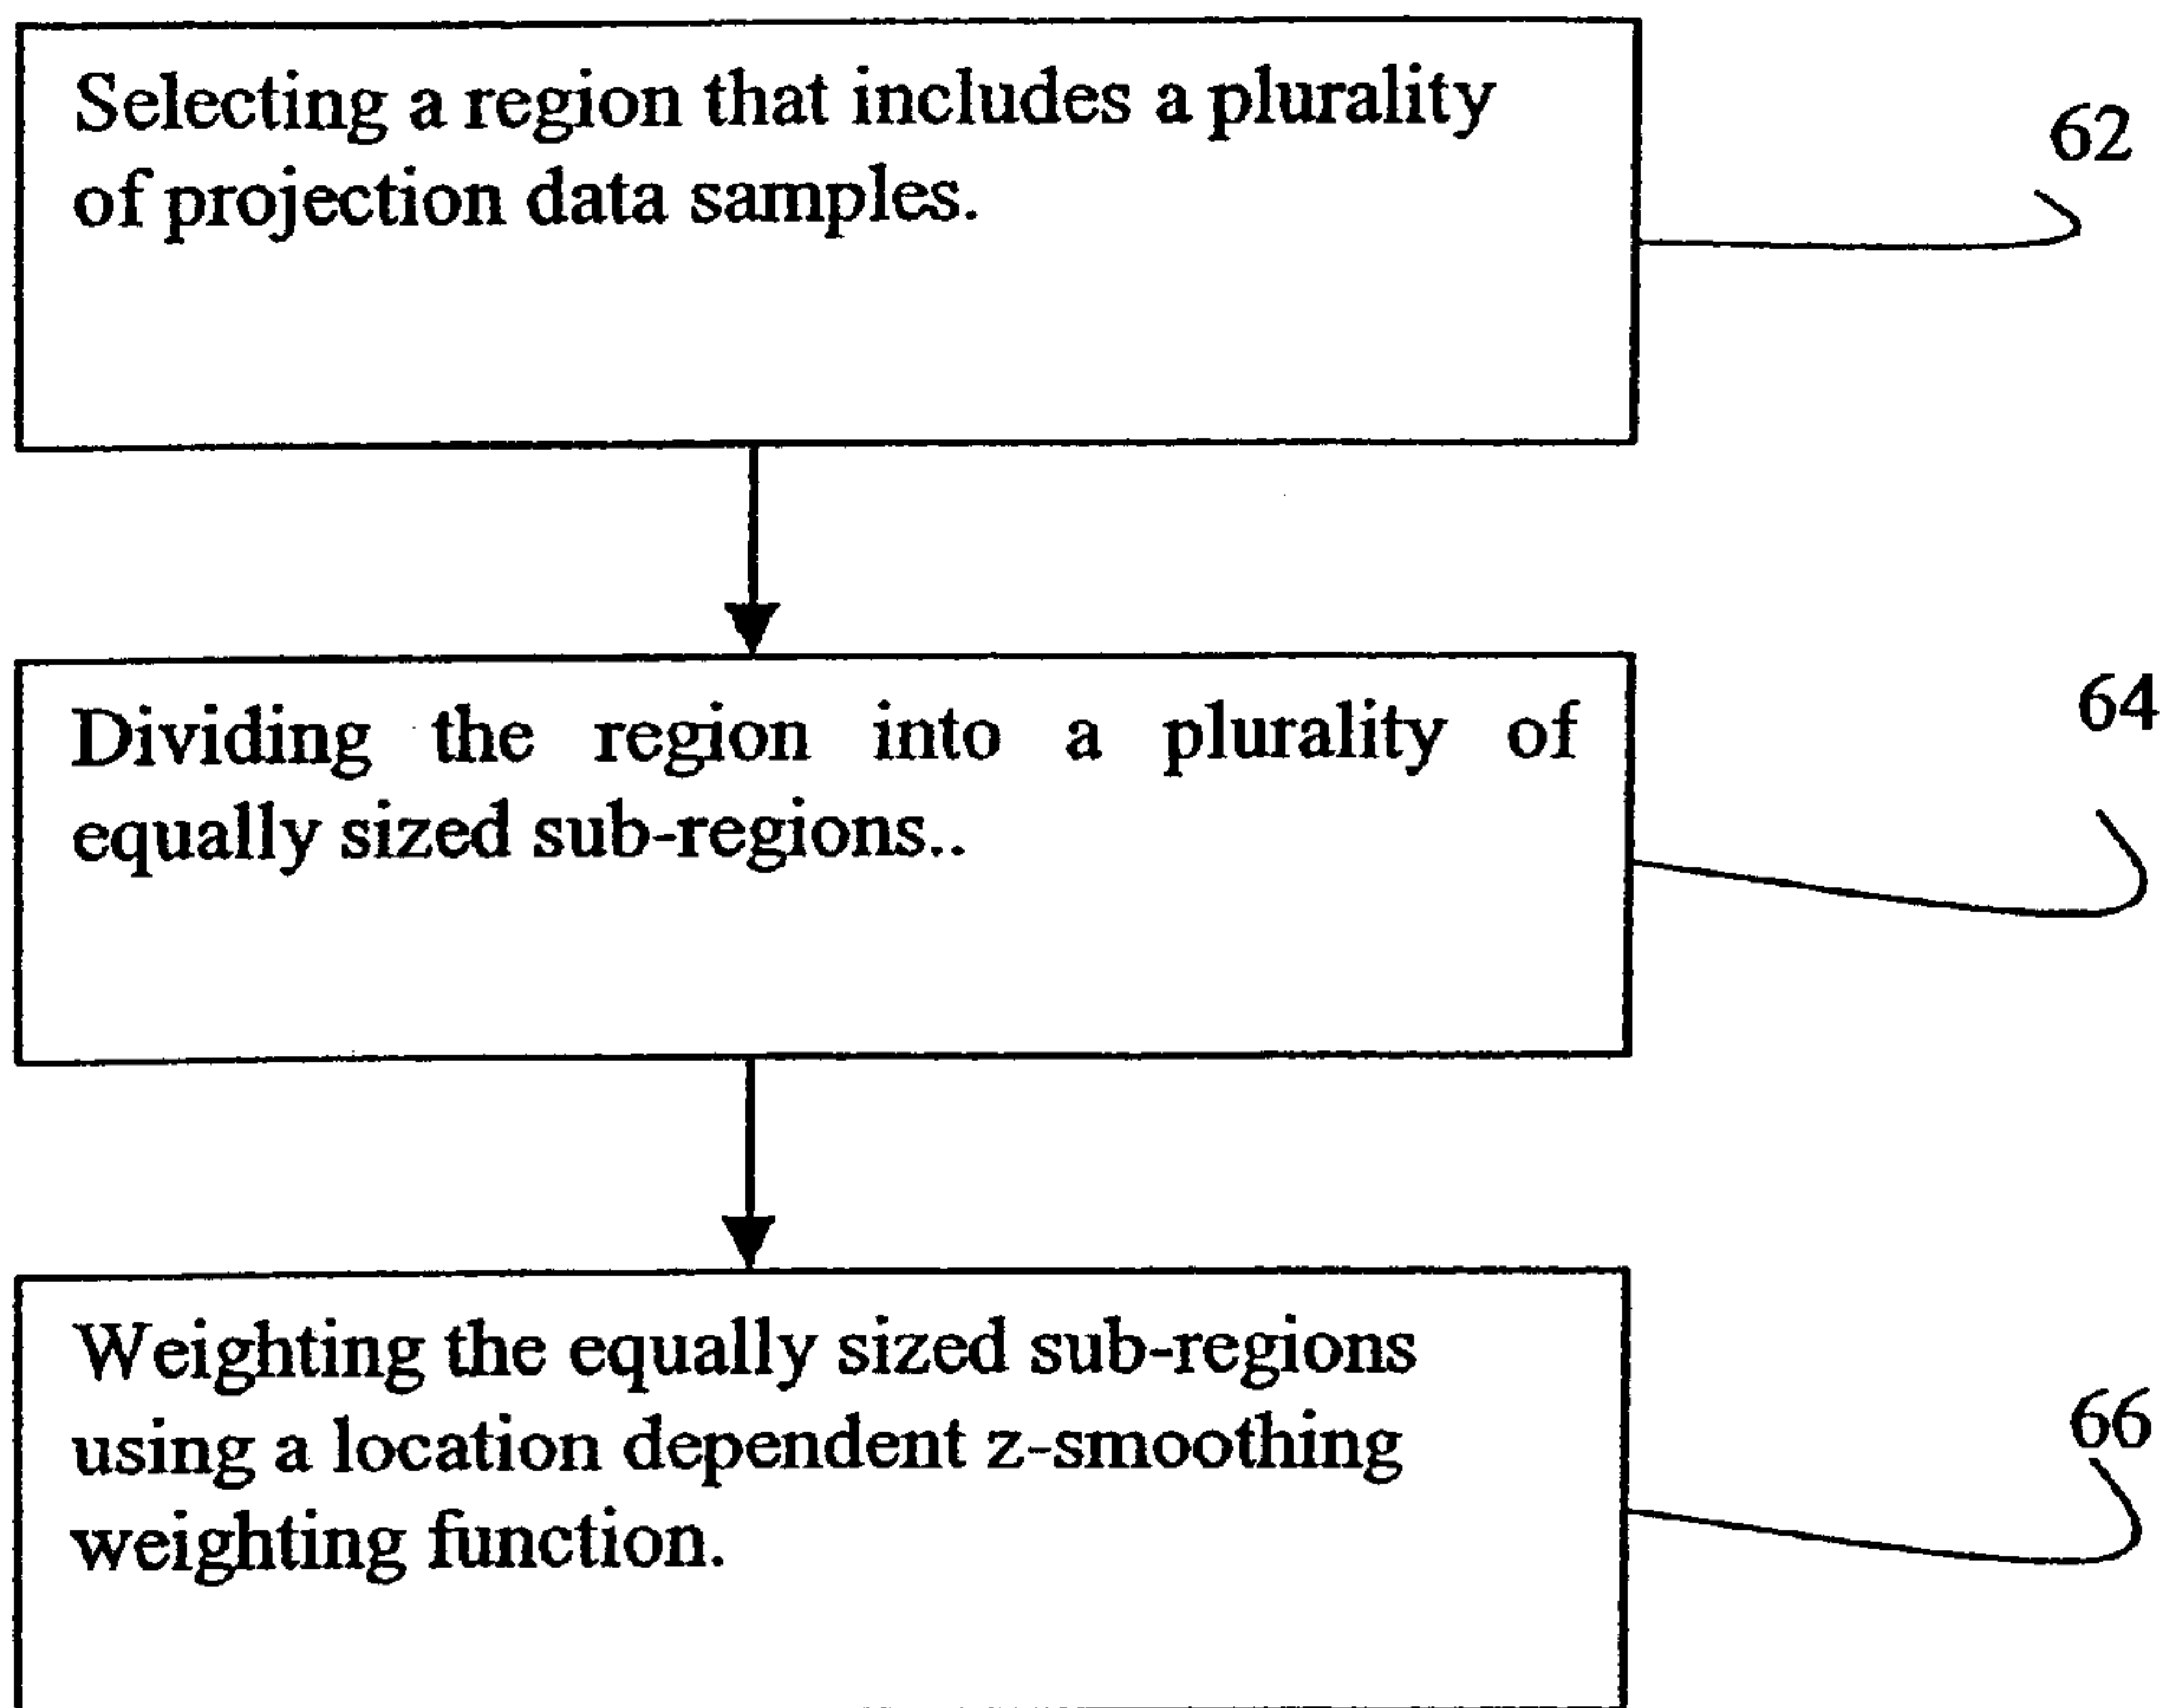 Selecting a region that includes a plurality
of projection data samples.
62
Dividing the region into a plurality of
equally sized sub-regions..
64
Weighting the equally sized sub-regions
using a location dependent z-smoothing
weighting function.
66